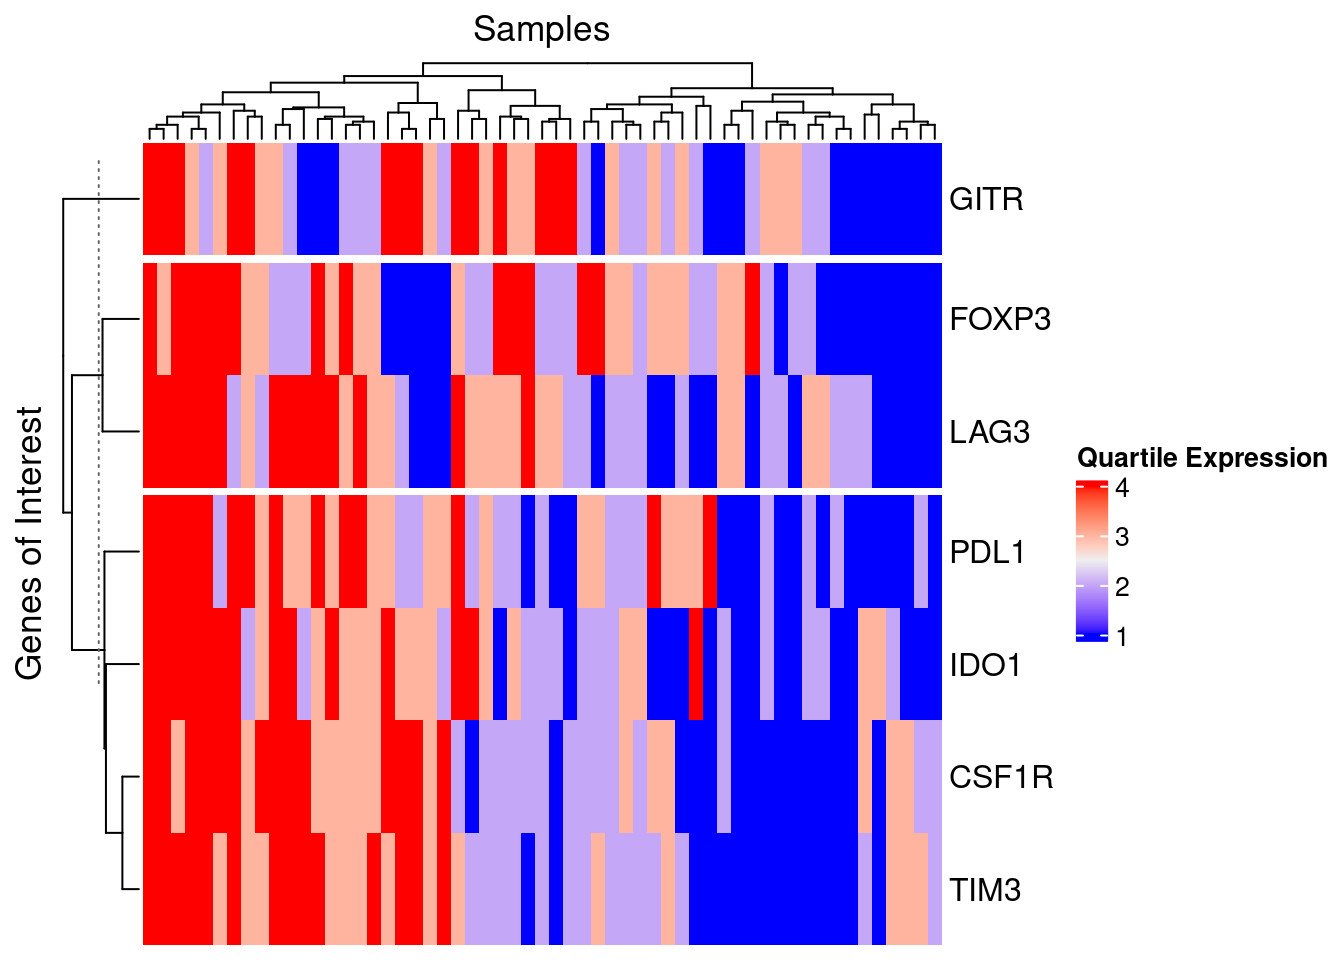 Samples
Genes of Interest
GITR
FOXP3
LAG3
PDL1
IDO1
CSF1R
TIM3
Quartile Expression
4
3
2
1